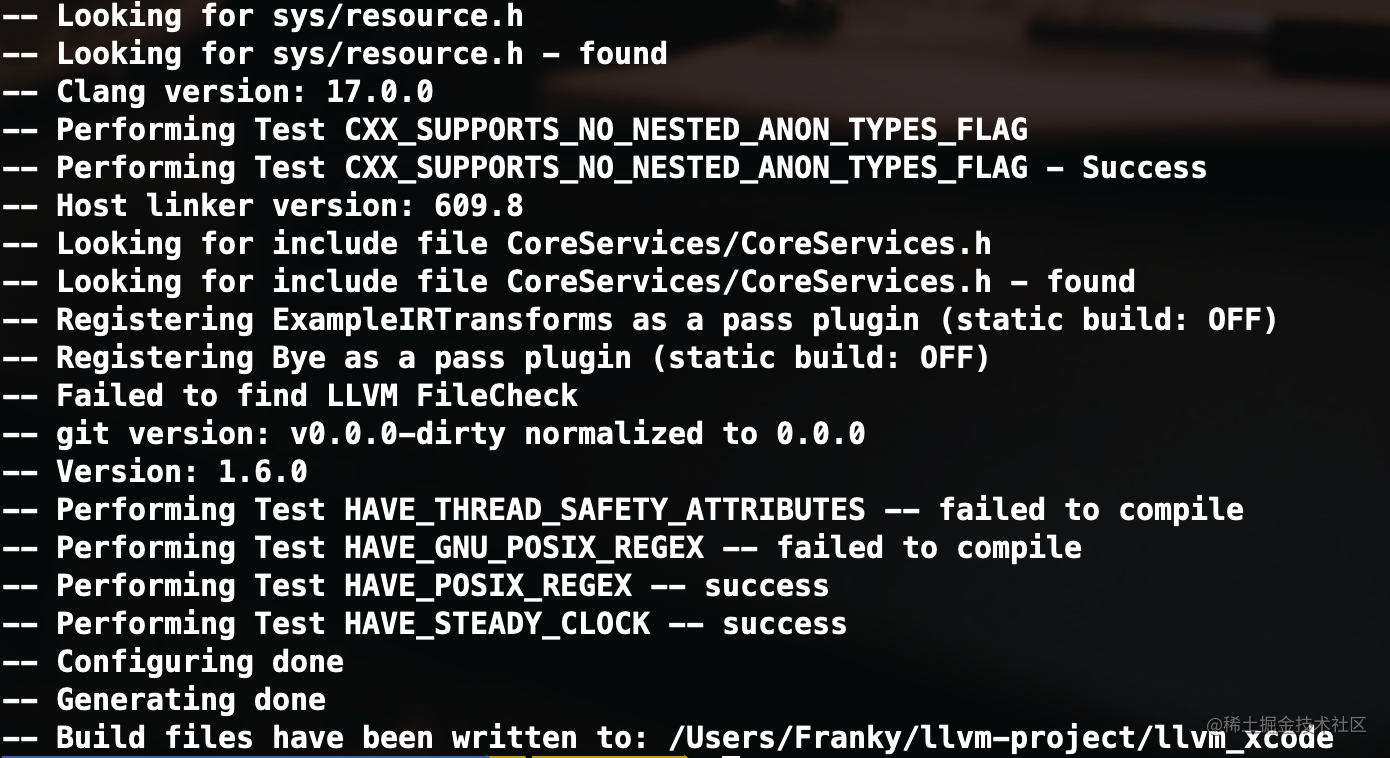 -- Looking for sys/resource.h
-- Looking for sys/resource.h - found
-- Clang version: 17.0.0
-- Performing Test CXX_SUPPORTS_NO_NESTED_ANON_TYPES_FLAG
-- Performing Test CXX_SUPPORTS_NO_NESTED_ANON_TYPES_FLAG - Success
-- Host linker version: 609.8
-- Looking for include file CoreServices/CoreServices.h
-- Looking for include file CoreServices/CoreServices.h - found
-- Registering ExampleIRTransforms as a pass plugin (static build: OFF)
-- Registering Bye as a pass plugin (static build: OFF)
-- Failed to find LLVM FileCheck
-- git version: v0.0.0-dirty normalized to 0.0.0
-- Version: 1.6.0
-- Performing Test HAVE_THREAD_SAFETY_ATTRIBUTES -- failed to compile
-- Performing Test HAVE_GNU_POSIX_REGEX -- failed to compile
-- Performing Test HAVE_POSIX_REGEX -- success
-- Performing Test HAVE_STEADY_CLOCK -- success
-- Configuring done
-- Generating done
-- Build files have been written to: /Users/Franky/llvm-project/llvm_xcode
@稀土掘金技术社区